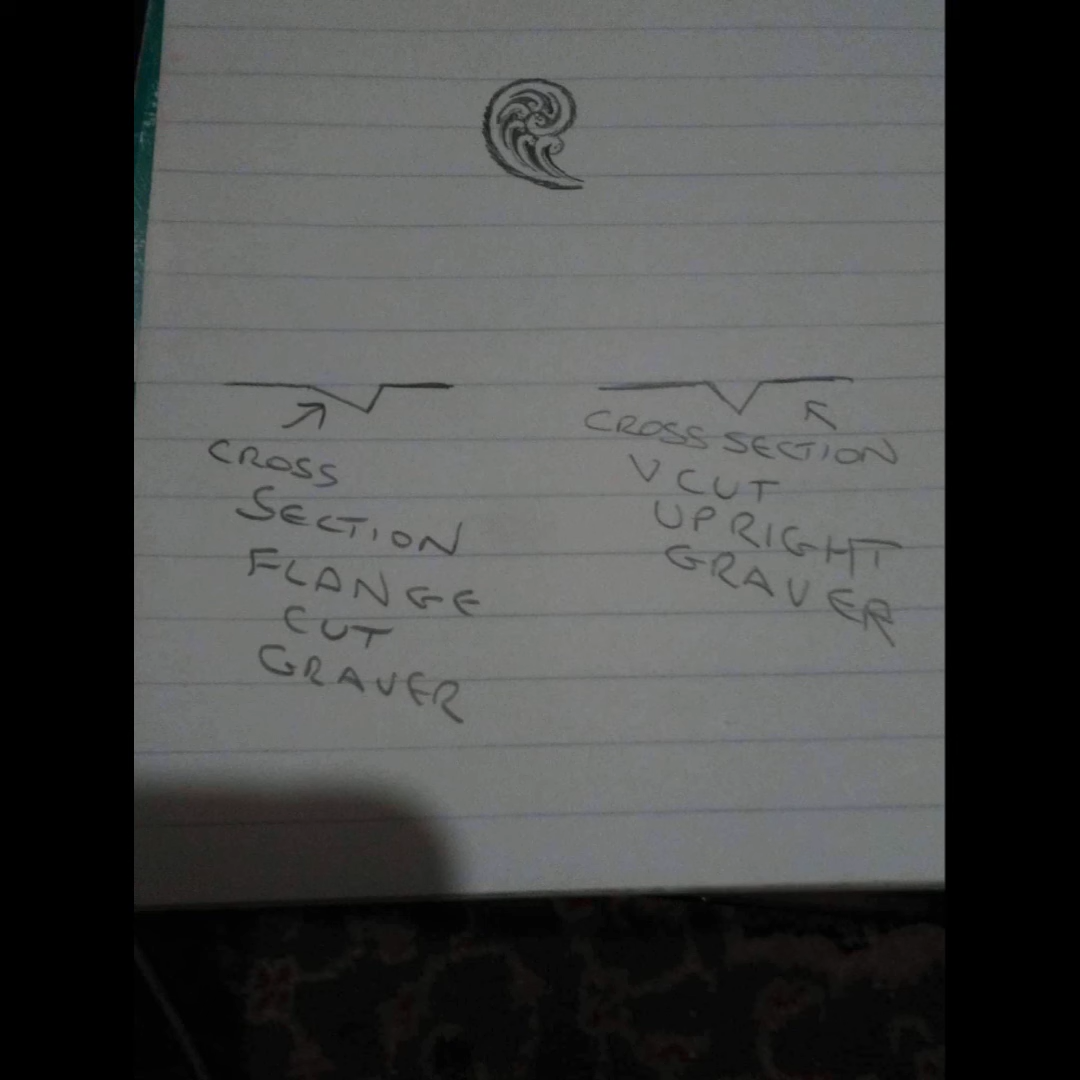 CROSS
SECTION
FLANGE
CUT
GRAVER
CROSS SECTION
V CUT
UPRIGHT
GRAVER